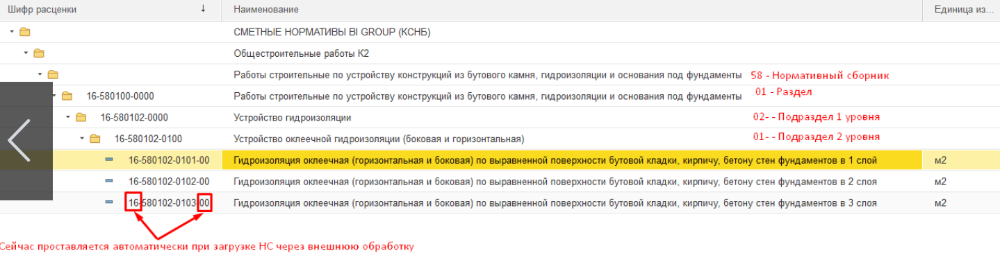 Шифр расценки ↓ Наименование Единица из...
СМЕТНЫЕ НОРМАТИВЫ BI GROUP (КСНБ)
Общестроительные работы К2
Работы строительные по устройству конструкций из бутового камня, гидроизоляции и основания под фундаменты 58 - Нормативный сборник
16-580100-0000 Работы строительные по устройству конструкций из бутового камня, гидроизоляции и основания под фундаменты 01 - Раздел
16-580102-0000 Устройство гидроизоляции 02- - Подраздел 1 уровня
16-580102-0100 Устройство оклеечной гидроизоляции (боковая и горизонтальная) 01- - Подраздел 2 уровня
16-580102-0101-00 Гидроизоляция оклеечная (горизонтальная и боковая) по выравненной поверхности бутовой кладки, кирпичу, бетону стен фундаментов в 1 слой м2
16-580102-0102-00 Гидроизоляция оклеечная (горизонтальная и боковая) по выравненной поверхности бутовой кладки, кирпичу, бетону стен фундаментов в 2 слоя м2
16-580102-0103-00 Гидроизоляция оклеечная (горизонтальная и боковая) по выравненной поверхности бутовой кладки, кирпичу, бетону стен фундаментов в 3 слоя м2
Сейчас проставляется автоматически при загрузке НС через внешнюю обработку